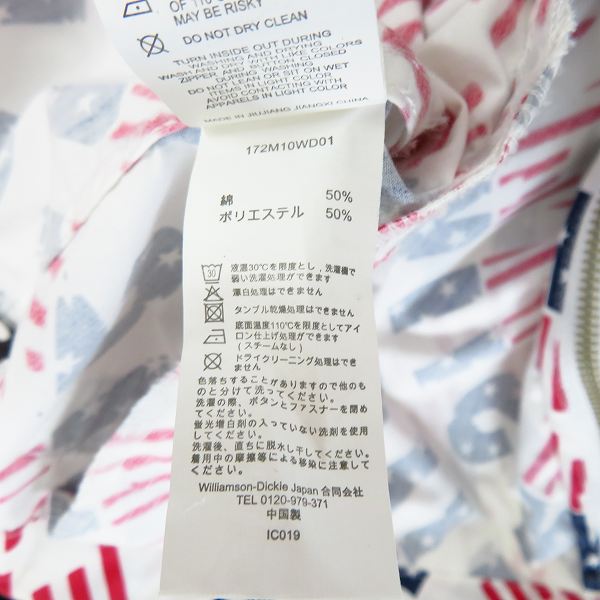 OF 110°C
MAY BE RISKY
DO NOT DRY CLEAN
TURN INSIDE OUT DURING
WASHING AND DRYING
WASH AND DRY WITH LIKE COLORS
ZIPPER AND BUTTON CLOSED
DURING WASHING
DO NOT LEAN OR SIT ON WET
ITEMS IN LIGHT COLOR
AVOID CONTACTING WITH
APPARELS IN LIGHT COLOR
MADE IN JIUJIANG JIANGXI CHINA
172M10WD01
綿 50%
ポリエステル 50%
30
液温30℃を限度とし、洗濯機で
弱い洗濯処理ができます
漂白処理はできません
タンブル乾燥処理はできません
底面温度110℃を限度としてアイ
ロン仕上げ処理ができます
(スチームなし)
ドライクリーニング処理はでき
ません
色落ちすることがありますので他のも
のと分けて洗ってください。
洗濯の際、ボタンとファスナーを閉め
てください。
蛍光増白剤の入っていない洗剤を使用
してください。
洗濯後、直ちに脱水し干してください。
着用中の摩擦等による移染に注意して
ください。
Williamson-Dickie Japan 合同会社
TEL 0120-979-371
中国製
IC019